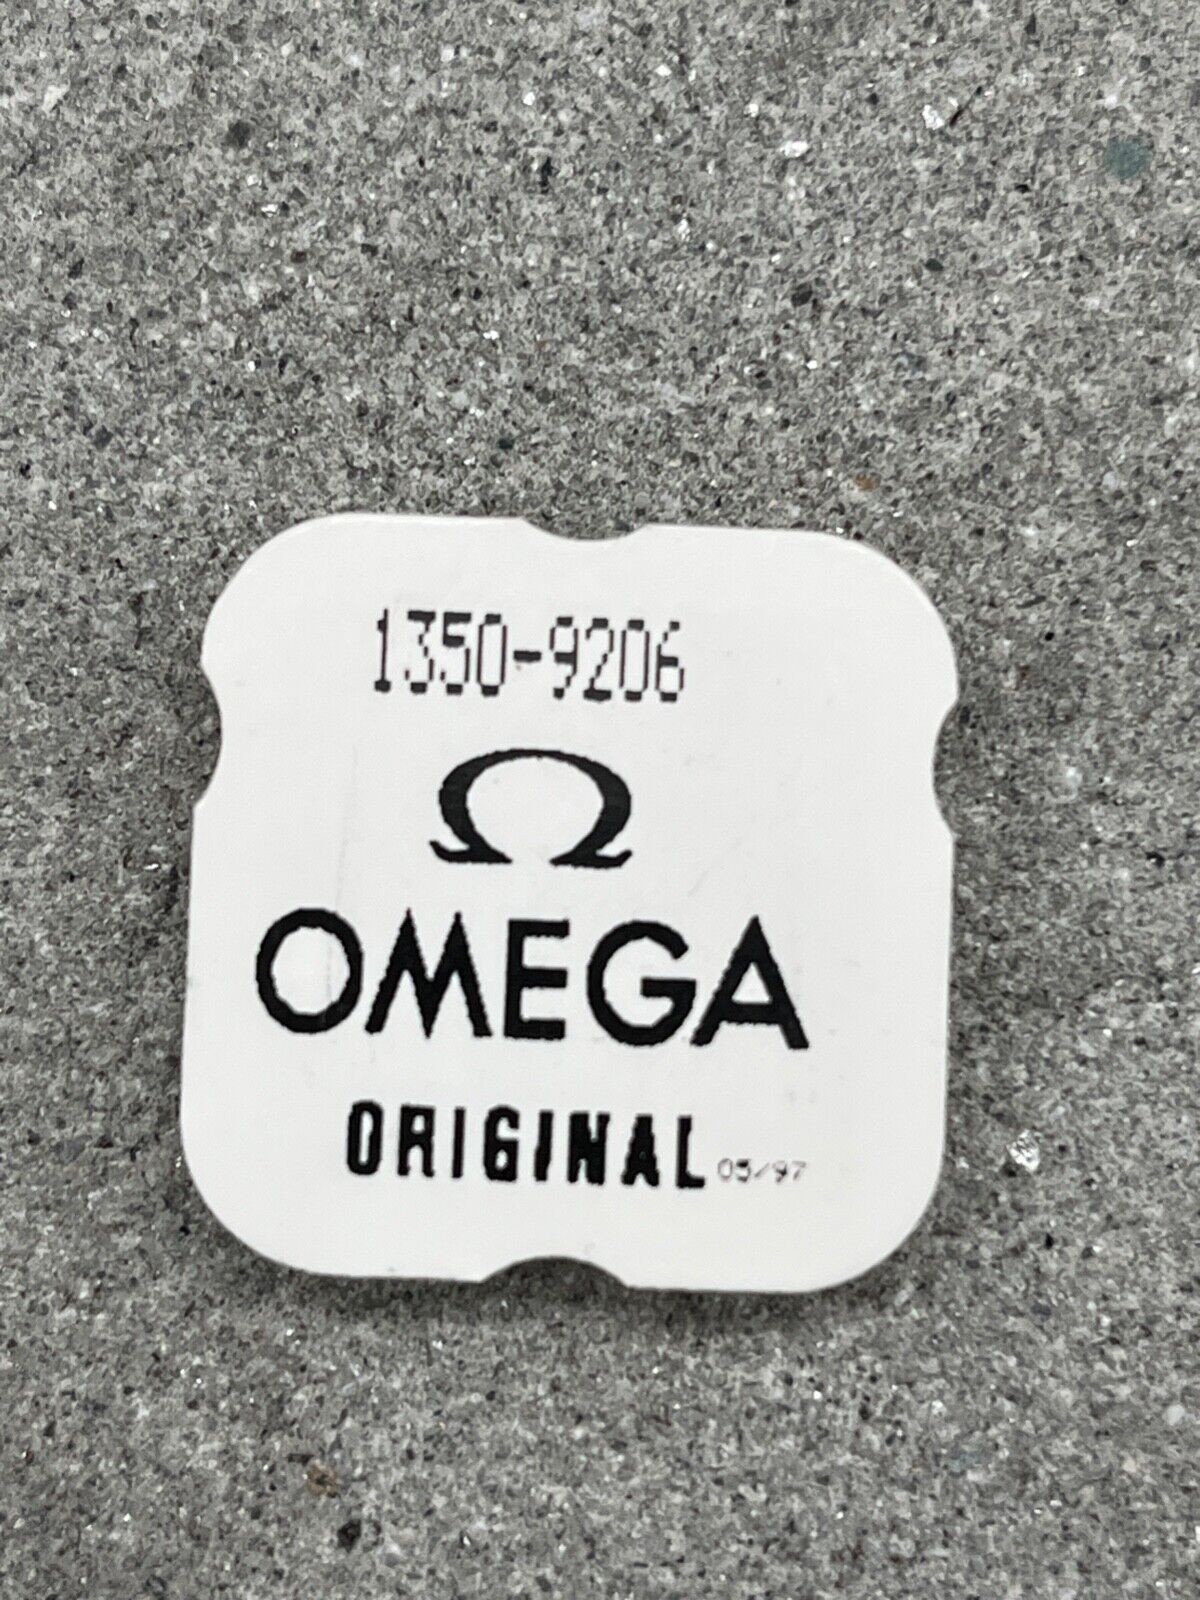 1350-9206
Ω
OMEGA
ORIGINAL 05/97